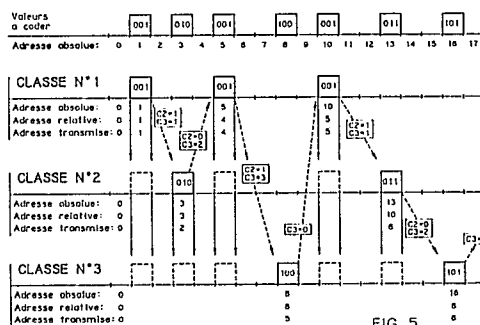 Valeurs
à coder 001 010 001 100 001 011 101
Adresse absolue: 0 1 2 3 4 5 6 7 8 9 10 11 12 13 14 15 16 17
CLASSE N°1 001 001 001
Adresse absolue: 0 1 5 10
Adresse relative: 0 1 4 5
Adresse transmise: 0 1 4 5
C2=1
C3=1
C2=0
C3=2
C2=1
C3=3
C2=1
C3=1
CLASSE N°2 010 011
Adresse absolue: 0 3 13
Adresse relative: 0 3 10
Adresse transmise: 0 2 6
C3=0
C2=0
C3=2
CLASSE N°3 100 101
Adresse absolue: 0 8 16
Adresse relative: 0 8 8
Adresse transmise: 0 5 6
FIG. 5